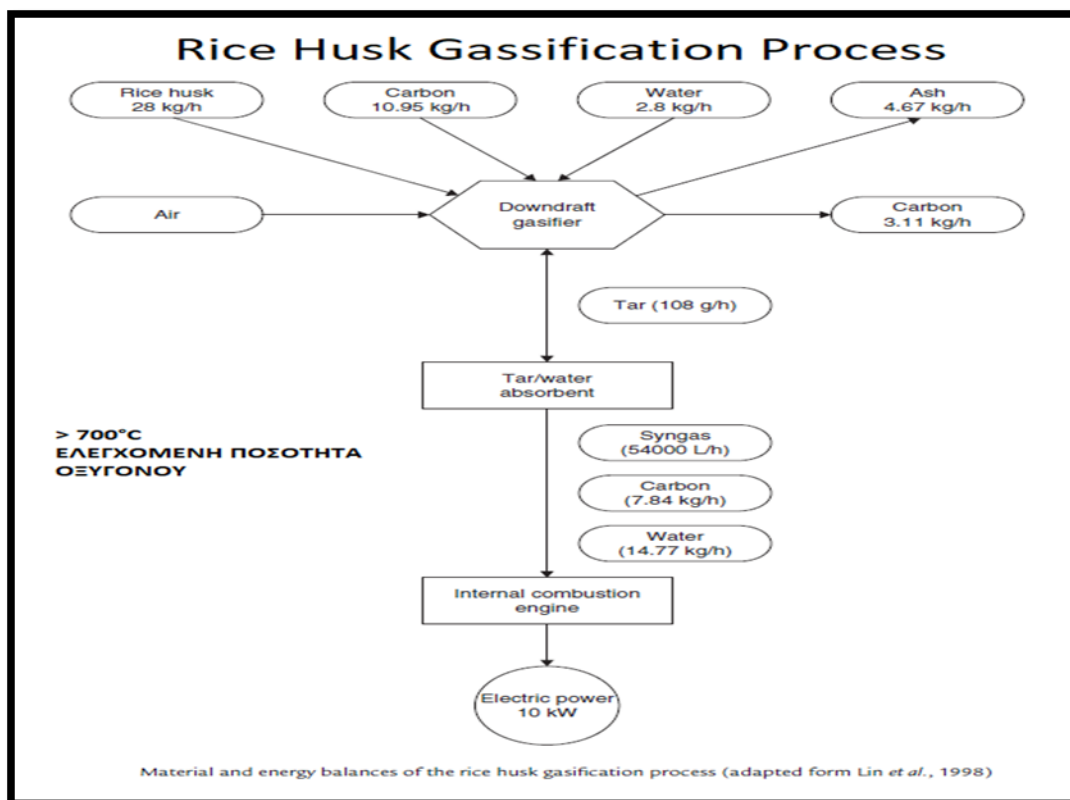 Rice Husk Gassification Process
Rice husk
28 kg/h
Carbon
10.95 kg/h
Water
2.8 kg/h
Ash
4.67 kg/h
Air
Downdraft
gasifier
Carbon
3.11 kg/h
Tar (108 g/h)
Tar/water
absorbent
> 700°C
ΕΛΕΓΧΟΜΕΝΗ ΠΟΣΟΤΗΤΑ
ΟΞΥΓΟΝΟΥ
Syngas
(54000 L/h)
Carbon
(7.84 kg/h)
Water
(14.77 kg/h)
Internal combustion
engine
Electric power
10 kW
Material and energy balances of the rice husk gasification process (adapted form Lin et al., 1998)